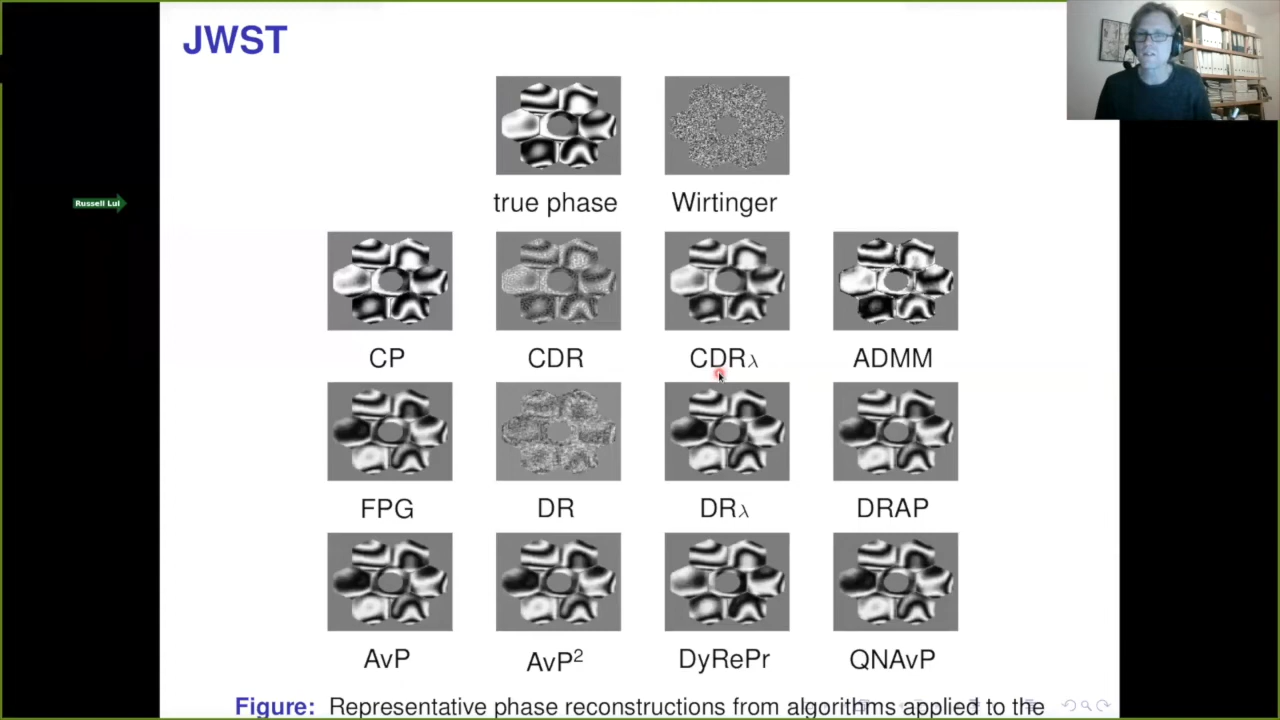 JWST
Russell Lui
true phase Wirtinger
CP CDR CDRλ ADMM
FPG DR DRλ DRAP
AvP AvP² DyRePr QNAvP
Figure: Representative phase reconstructions from algorithms applied to the